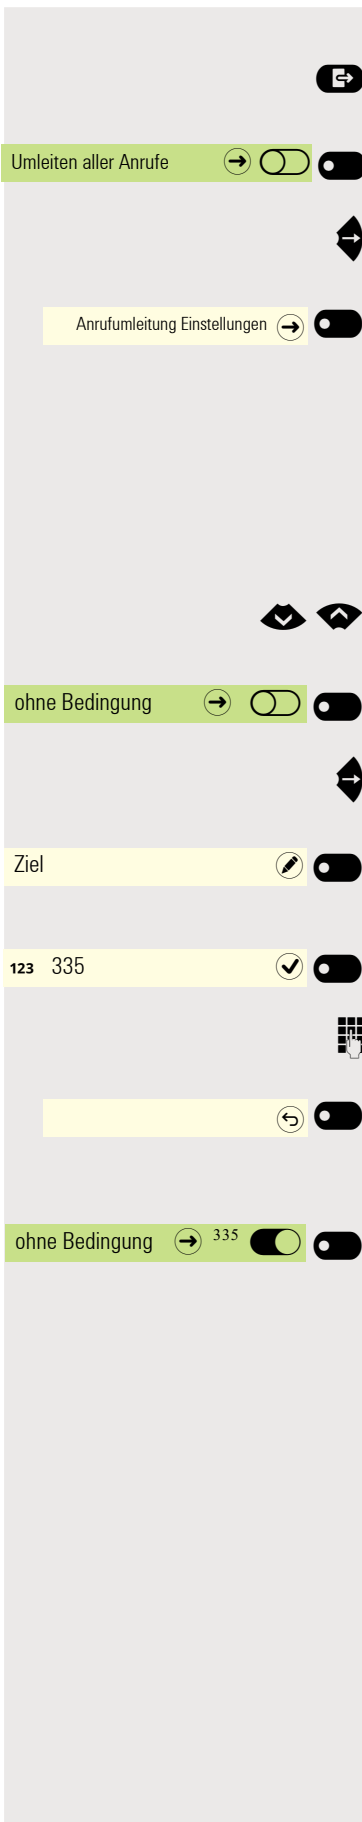 Umleiten aller Anrufe
Anrufumleitung Einstellungen
ohne Bedingung
Ziel
123 335
ohne Bedingung 335